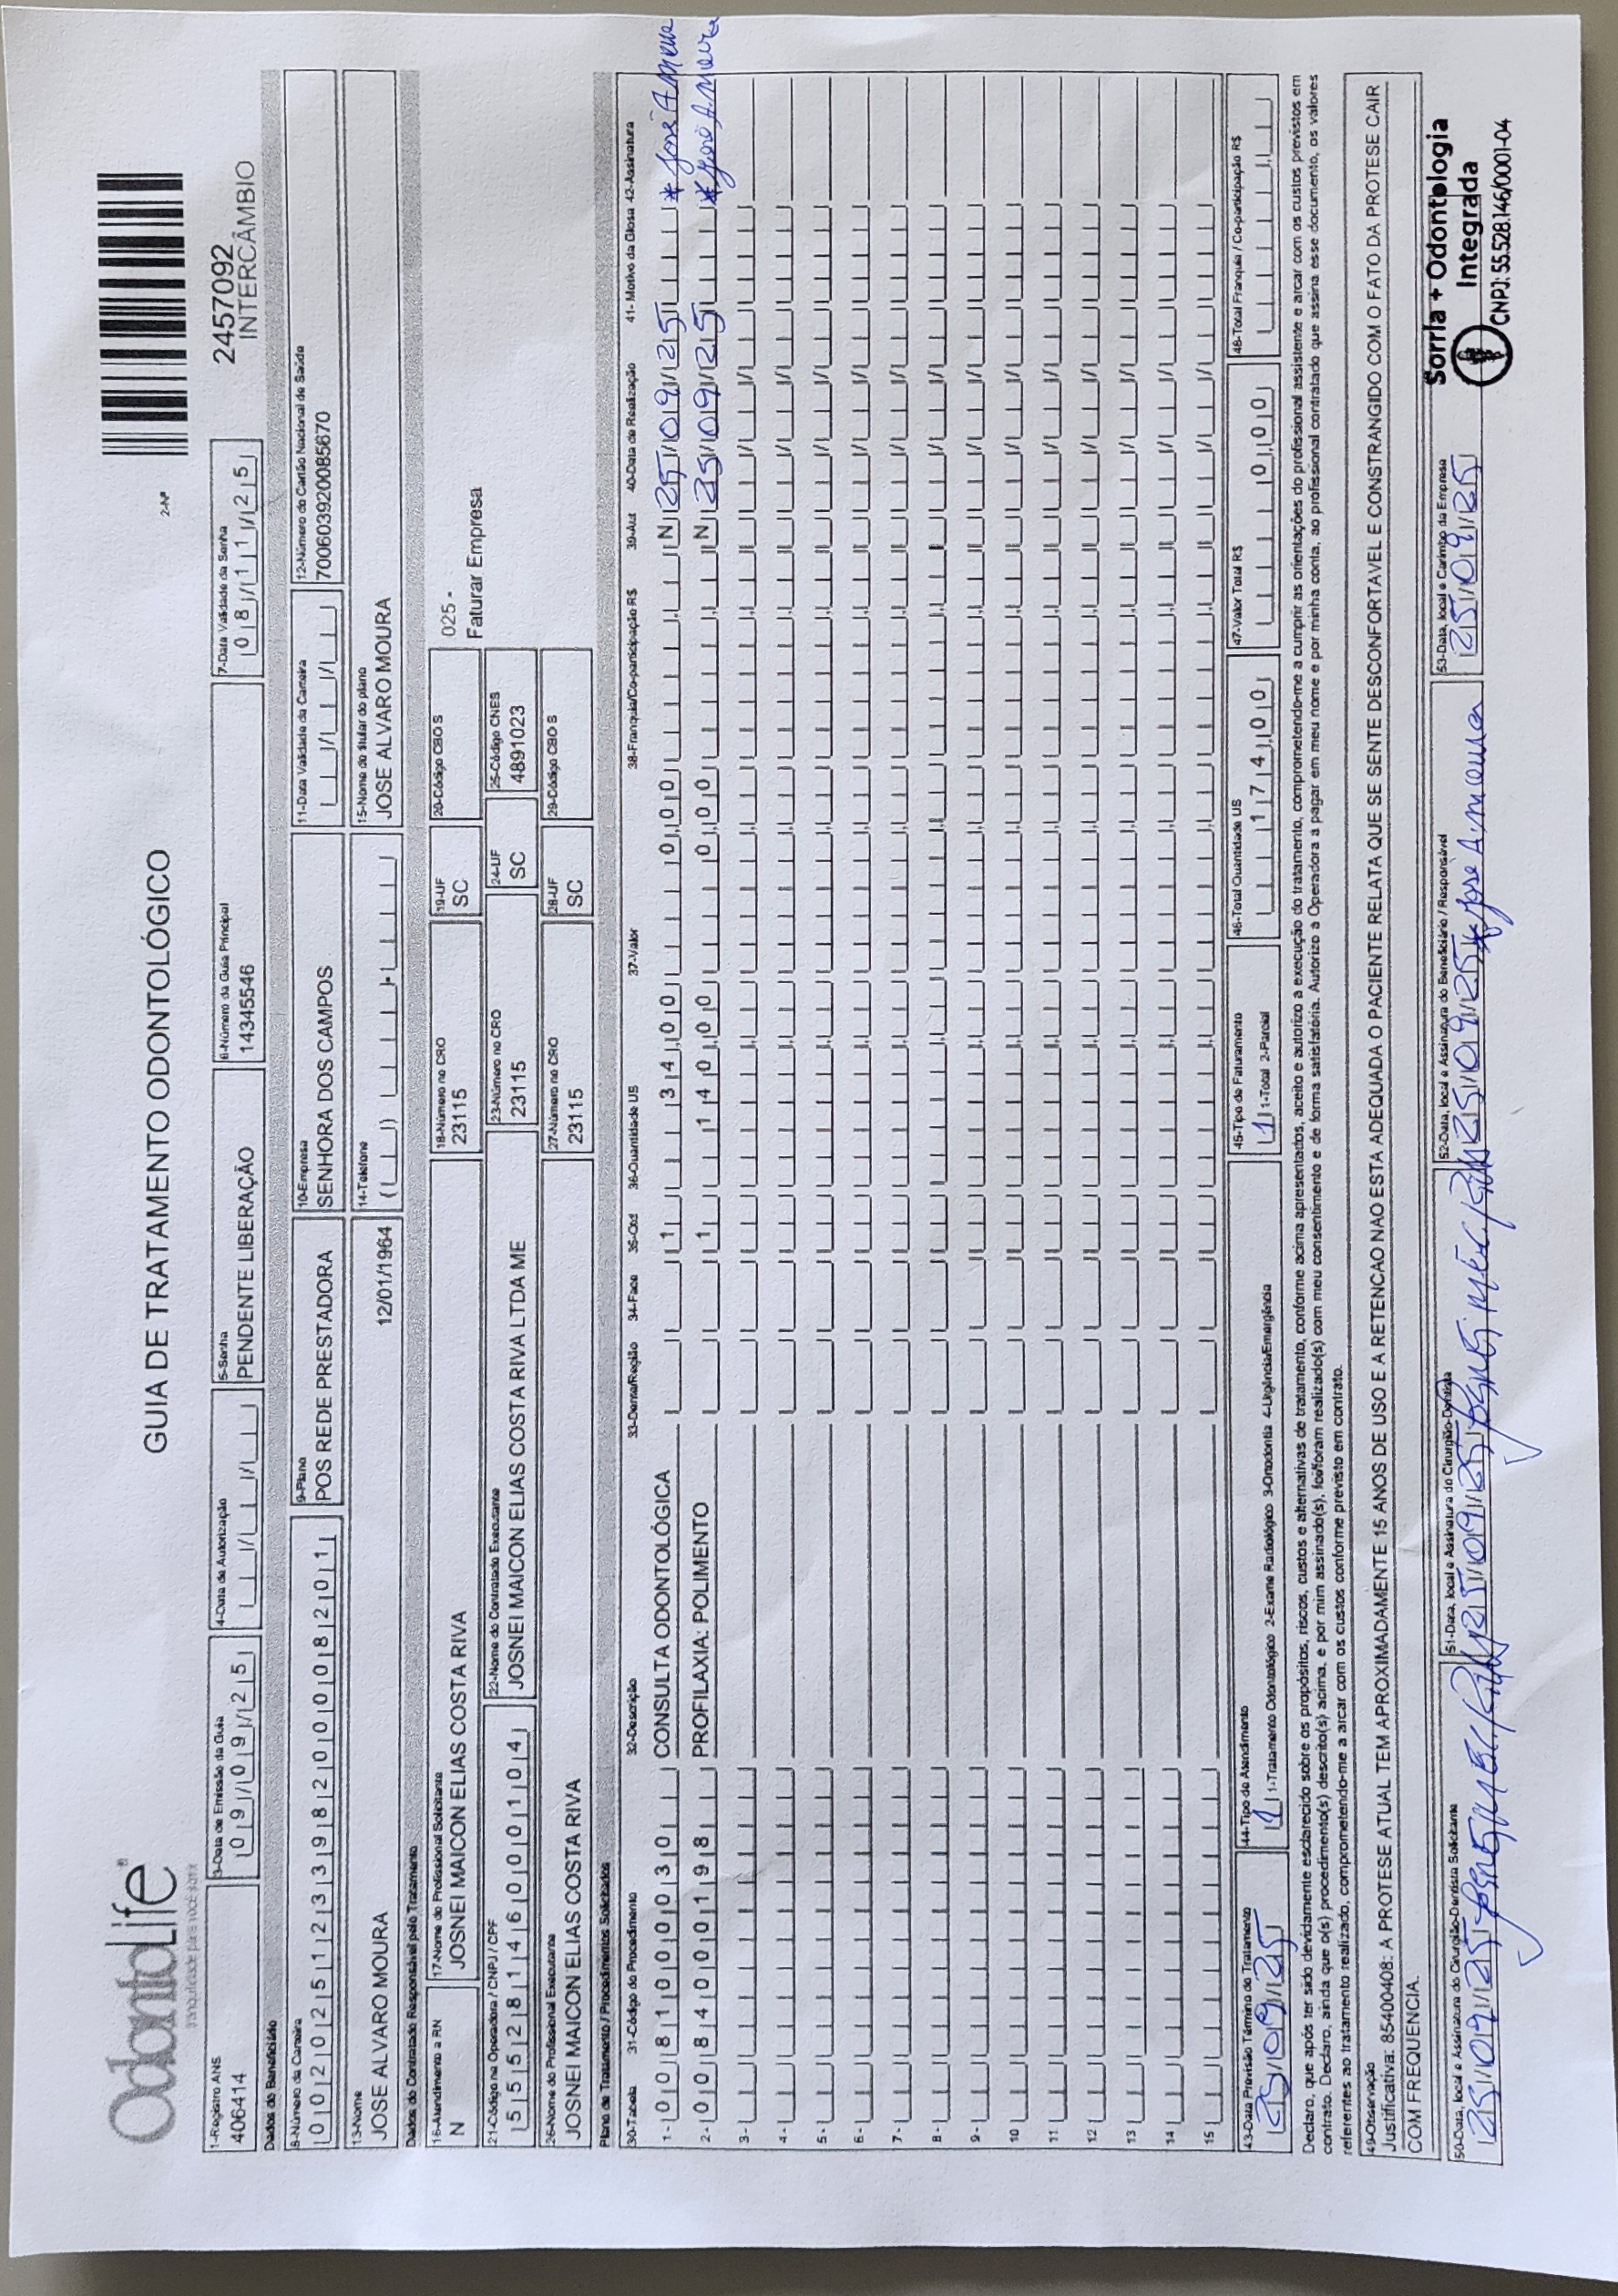 OdontoLife®
tranquilidade para você sorrir
GUIA DE TRATAMENTO ODONTOLÓGICO
2-Nº
2457092
INTERCÂMBIO
1-Registro ANS
406414
3-Data de Emissão da Guia
09/09/25
4-Data de Autorização
5-Senha
PENDENTE LIBERAÇÃO
6-Número da Guia Principal
14345546
7-Data Validade da Senha
08/11/25
Dados do Beneficiário
8-Número da Carteira
002025123398200008201
9-Plano
POS REDE PRESTADORA
10-Empresa
SENHORA DOS CAMPOS
11-Data Validade da Carteira
12-Número do Cartão Nacional de Saúde
700603920085670
13-Nome
JOSE ALVARO MOURA
12/01/1964
14-Telefone
15-Nome do titular do plano
JOSE ALVARO MOURA
Dados do Contratado Responsável pelo Tratamento
16-Atendimento a RN
N
17-Nome do Profissional Solicitante
JOSNEI MAICON ELIAS COSTA RIVA
18-Número no CRO
23115
19-UF
SC
20-Código CBO S
025 -
Faturar Empresa
21-Código na Operadora / CNPJ / CPF
55528146000104
22-Nome do Contratado Executante
JOSNEI MAICON ELIAS COSTA RIVA LTDA ME
23-Número no CRO
23115
24-UF
SC
25-Código CNES
4891023
26-Nome do Profissional Executante
JOSNEI MAICON ELIAS COSTA RIVA
27-Número no CRO
23115
28-UF
SC
29-Código CBO S
Plano de Tratamento / Procedimentos Solicitados
30-Tabela 31-Código do Procedimento 32-Descrição 33-Dente/Região 34-Face 35-Qtd 36-Quantidade US 37-Valor 38-Franquia/Co-participação R$ 39-Aut 40-Data de Realização 41- Motivo da Glosa 42-Assinatura
1 - 00 81000030 CONSULTA ODONTOLÓGICA 1 34,00 0,00 N 25/09/25 * José A Moura
2 - 00 84000198 PROFILAXIA: POLIMENTO 1 140,00 0,00 N 25/09/25 * José A Moura
3 -
4 -
5 -
6 -
7 -
8 -
9 -
10
11
12
13
14
15
43-Data Previsão Término do Tratamento
25/09/25
44-Tipo de Atendimento
1 1-Tratamento Odontológico 2-Exame Radiológico 3-Ortodontia 4-Urgência/Emergência
45-Tipo de Faturamento
1 1-Total 2-Parcial
46-Total Quantidade US
174,00
47-Valor Total R$
0,00
48-Total Franquia / Co-participação R$
Declaro, que após ter sido devidamente esclarecido sobre os propósitos, riscos, custos e alternativas de tratamento, conforme acima apresentados, aceito e autorizo a execução do tratamento, comprometendo-me a cumprir as orientações do profissional assistente e arcar com os custos previstos em
contrato. Declaro, ainda que o(s) procedimento(s) descrito(s) acima, e por mim assinado(s), foi/foram realizado(s) com meu consentimento e de forma satisfatória. Autorizo a Operadora a pagar em meu nome e por minha conta, ao profissional contratado que assina esse documento, os valores
referentes ao tratamento realizado, comprometendo-me a arcar com os custos conforme previsto em contrato.
49-Observação
Justificativa: 85400408: A PROTESE ATUAL TEM APROXIMADAMENTE 15 ANOS DE USO E A RETENCAO NAO ESTA ADEQUADA O PACIENTE RELATA QUE SE SENTE DESCONFORTAVEL E CONSTRANGIDO COM O FATO DA PROTESE CAIR
COM FREQUENCIA.
50-Data, local e Assinatura do Cirurgião-Dentista Solicitante
25/09/25
51-Data, local e Assinatura do Cirurgião-Dentista
25/09/25
52-Data, local e Assinatura do Beneficiário / Responsável
25/09/25 * Jose A Moura
53-Data, local e Carimbo da Empresa
25/09/25
Sorria + Odontologia
Integrada
CNPJ: 55.528.146/0001-04